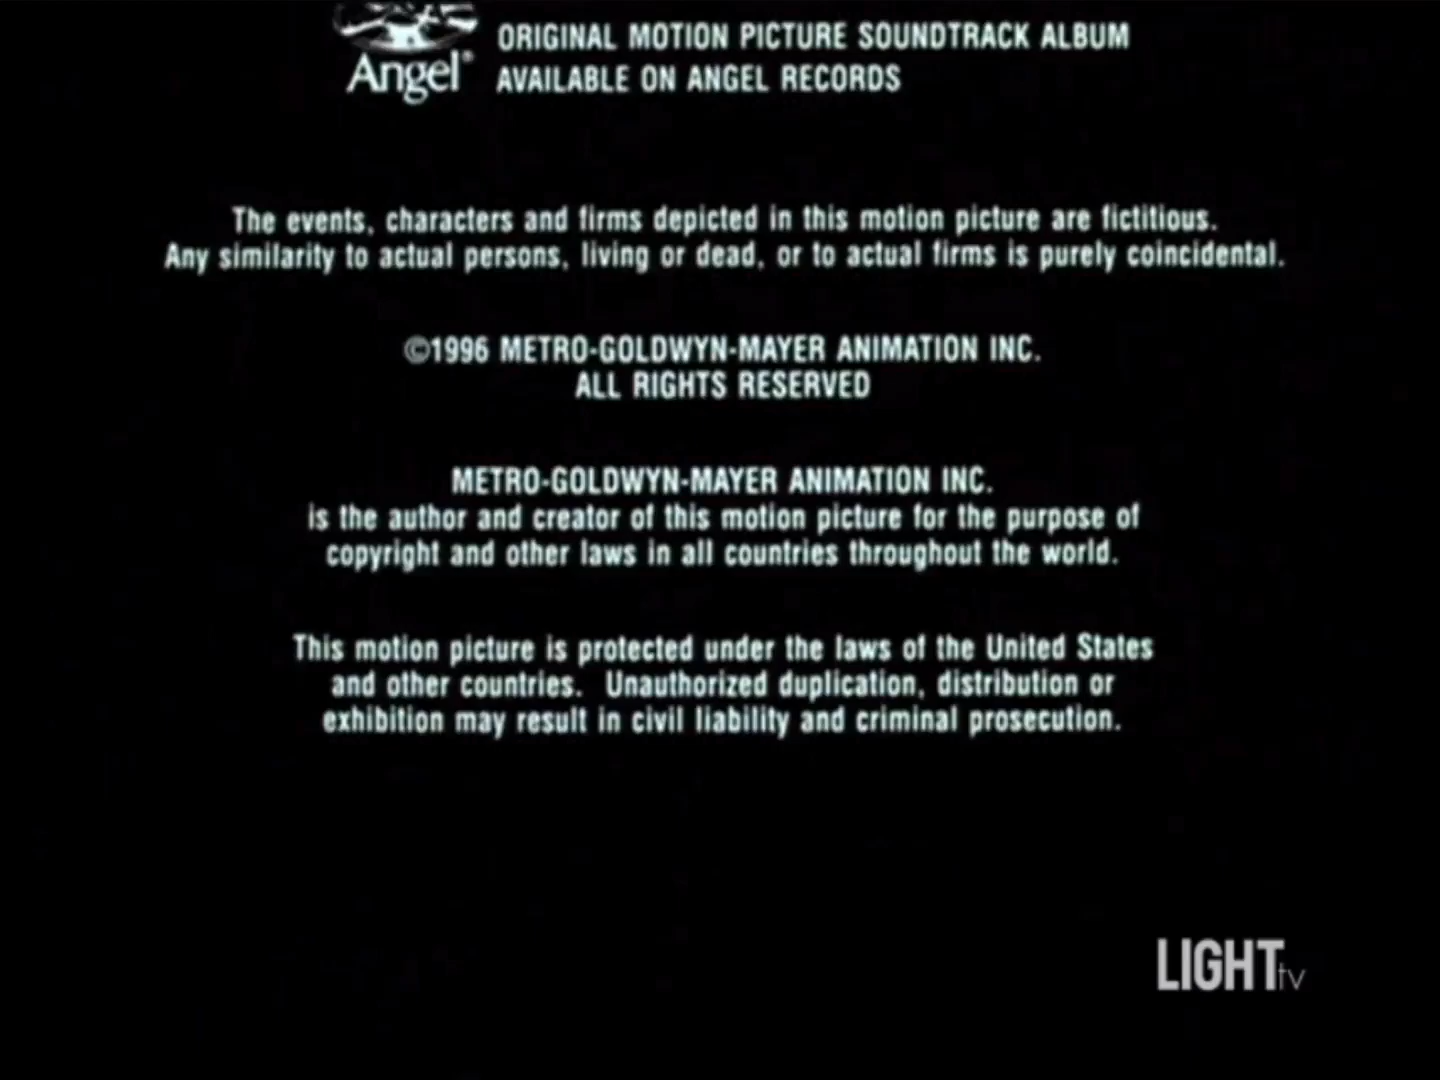 Angel®
ORIGINAL MOTION PICTURE SOUNDTRACK ALBUM
AVAILABLE ON ANGEL RECORDS
The events, characters and firms depicted in this motion picture are fictitious.
Any similarity to actual persons, living or dead, or to actual firms is purely coincidental.
©1996 METRO-GOLDWYN-MAYER ANIMATION INC.
ALL RIGHTS RESERVED
METRO-GOLDWYN-MAYER ANIMATION INC.
is the author and creator of this motion picture for the purpose of
copyright and other laws in all countries throughout the world.
This motion picture is protected under the laws of the United States
and other countries. Unauthorized duplication, distribution or
exhibition may result in civil liability and criminal prosecution.
LIGHTtv